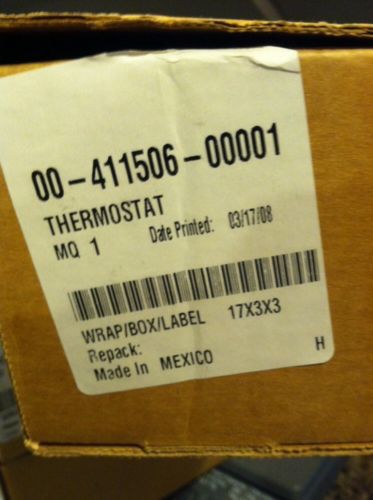 00-411506-00001
THERMOSTAT
MQ 1 Date Printed: 03/17/08
WRAP/BOX/LABEL 17X3X3
Repack:
Made In MEXICO H